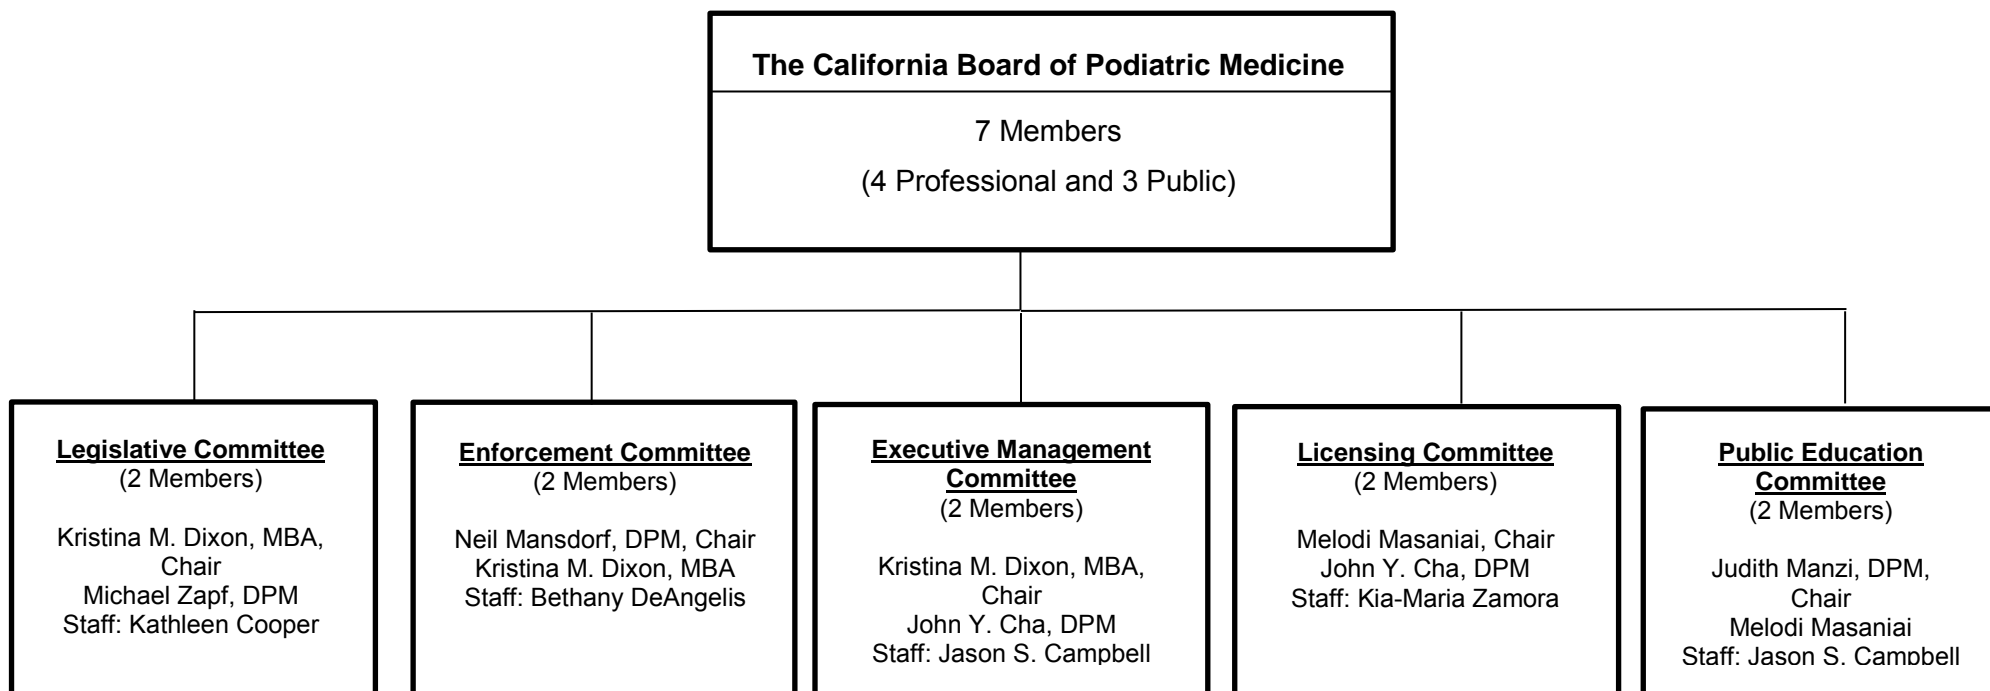 The California Board of Podiatric Medicine
7 Members
(4 Professional and 3 Public)
Legislative Committee
(2 Members)
Kristina M. Dixon, MBA,
Chair
Michael Zapf, DPM
Staff: Kathleen Cooper
Enforcement Committee
(2 Members)
Neil Mansdorf, DPM, Chair
Kristina M. Dixon, MBA
Staff: Bethany DeAngelis
Executive Management
Committee
(2 Members)
Kristina M. Dixon, MBA,
Chair
John Y. Cha, DPM
Staff: Jason S. Campbell
Licensing Committee
(2 Members)
Melodi Masaniai, Chair
John Y. Cha, DPM
Staff: Kia-Maria Zamora
Public Education
Committee
(2 Members)
Judith Manzi, DPM,
Chair
Melodi Masaniai
Staff: Jason S. Campbell